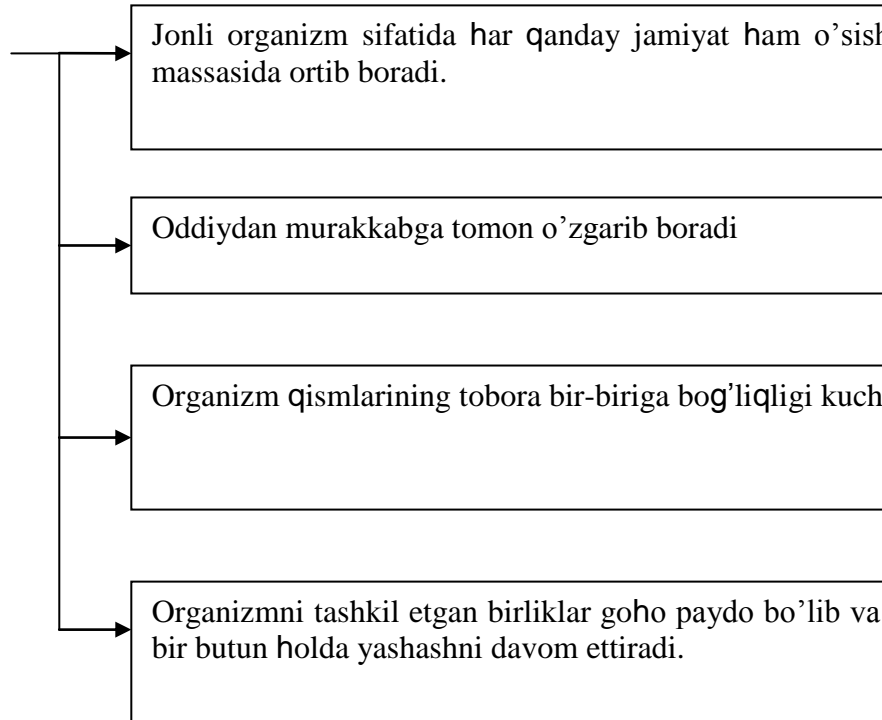 Jonli organizm sifatida har qanday jamiyat ham o’sish
massasida ortib boradi.
Oddiydan murakkabga tomon o’zgarib boradi
Organizm qismlarining tobora bir-biriga bog’liqligi kuch
Organizmni tashkil etgan birliklar goho paydo bo’lib va
bir butun holda yashashni davom ettiradi.